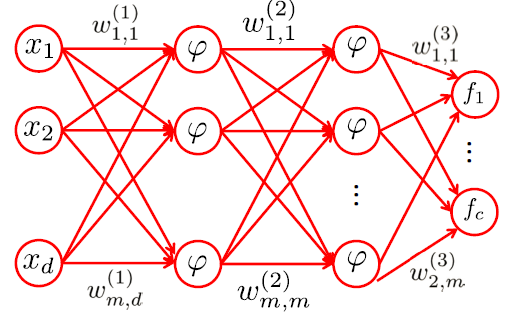 w_{1,1}^{(1)} w_{1,1}^{(2)}
x_1 φ φ w_{1,1}^{(3)}
f_1
x_2 φ φ
⋮
⋮
f_c
x_d φ φ
w_{m,d}^{(1)} w_{m,m}^{(2)} w_{2,m}^{(3)}